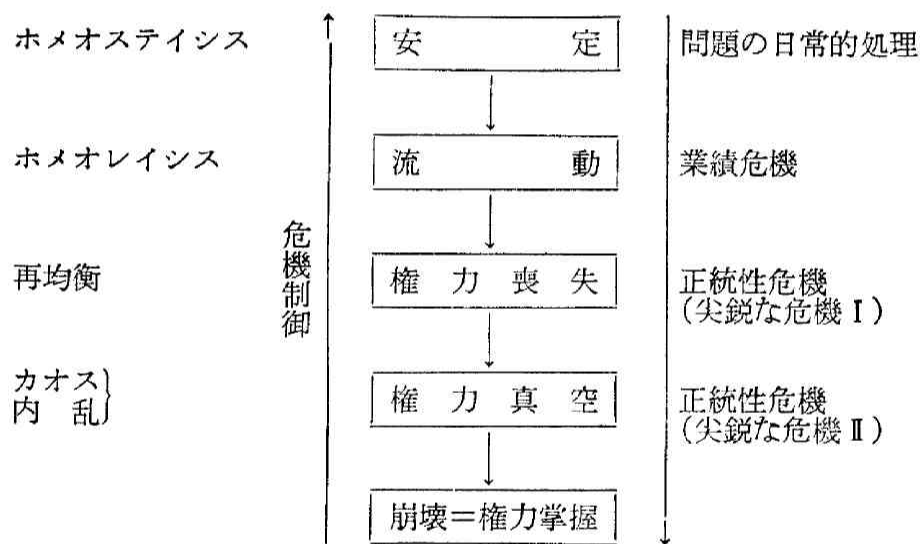 ホメオステイシス
安定
問題の日常的処理
ホメオレイシス
流動
業績危機
危機制御
再均衡
権力喪失
正統性危機
(尖鋭な危機Ⅰ)
カオス
内乱
権力真空
正統性危機
(尖鋭な危機Ⅱ)
崩壊=権力掌握